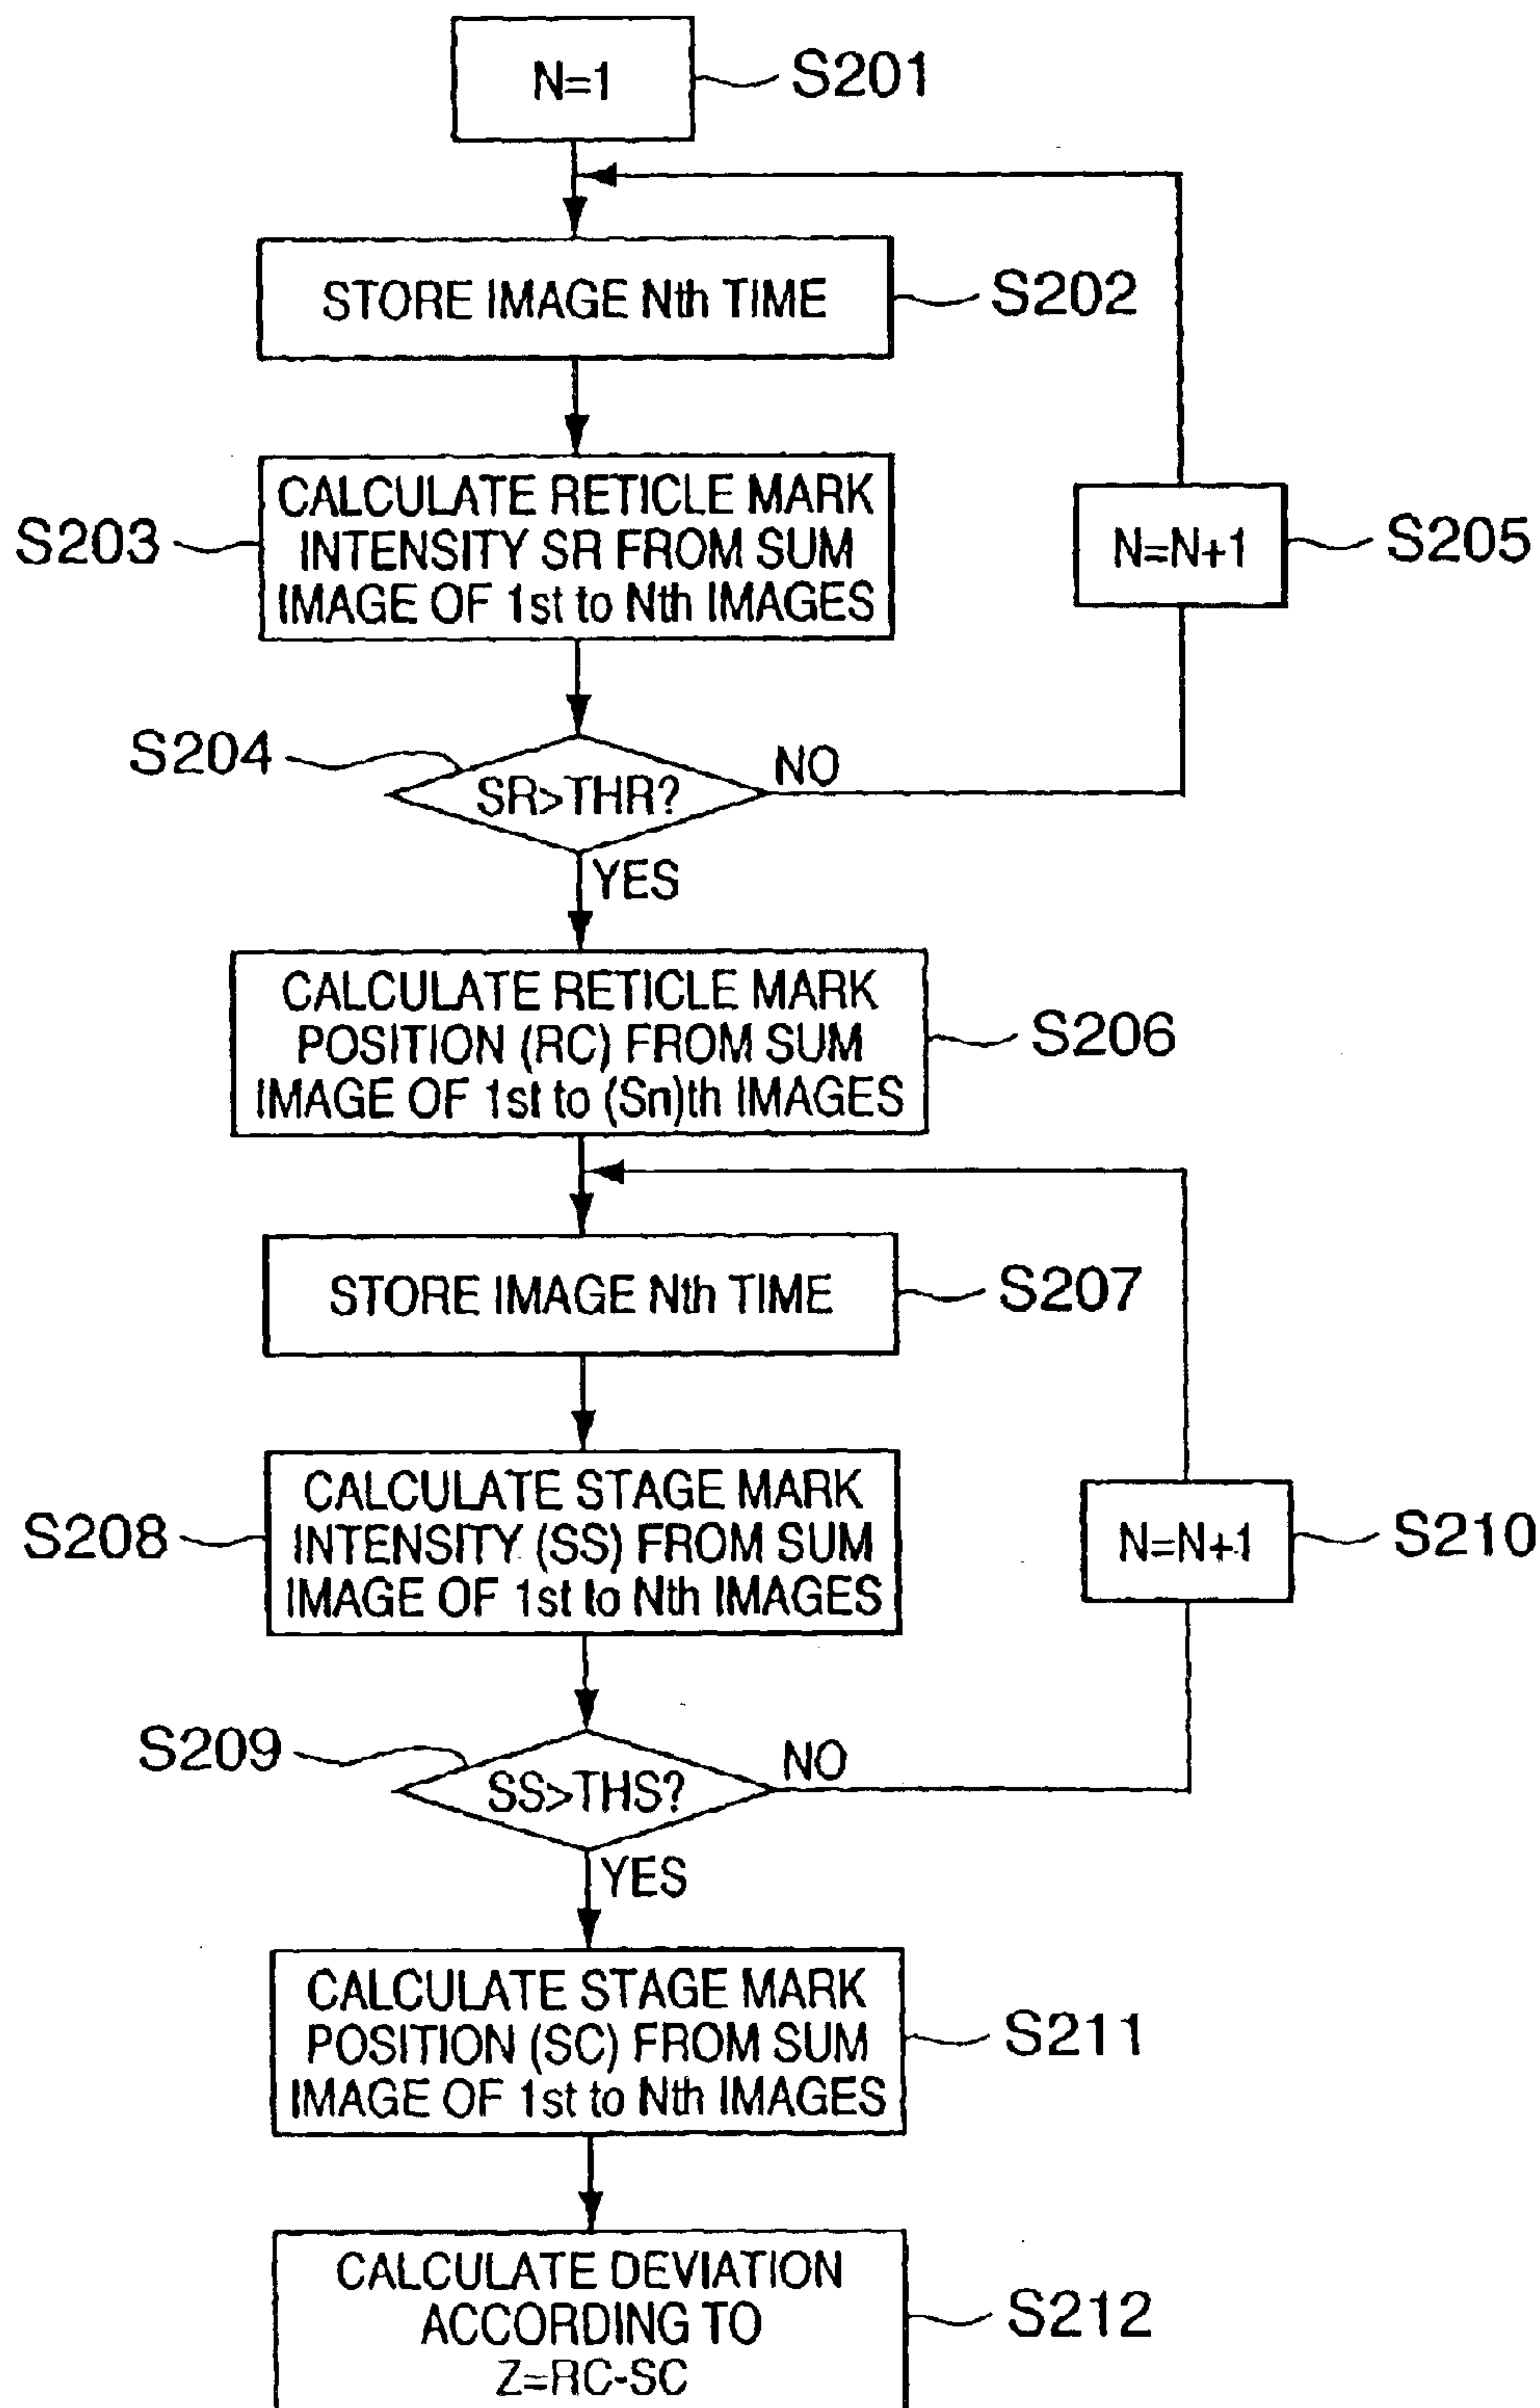 N=1
S201
STORE IMAGE Nth TIME
S202
CALCULATE RETICLE MARK
INTENSITY SR FROM SUM
IMAGE OF 1st to Nth IMAGES
S203
N=N+1
S205
S204
SR>THR?
NO
YES
CALCULATE RETICLE MARK
POSITION (RC) FROM SUM
IMAGE OF 1st to (Sn)th IMAGES
S206
STORE IMAGE Nth TIME
S207
CALCULATE STAGE MARK
INTENSITY (SS) FROM SUM
IMAGE OF 1st to Nth IMAGES
S208
N=N+1
S210
S209
SS>THS?
NO
YES
CALCULATE STAGE MARK
POSITION (SC) FROM SUM
IMAGE OF 1st to Nth IMAGES
S211
CALCULATE DEVIATION
ACCORDING TO
Z=RC-SC
S212